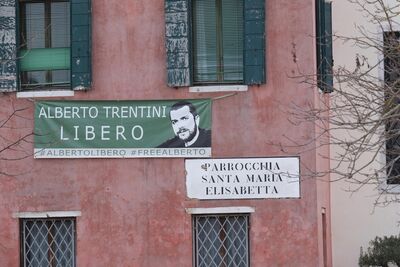 ALBERTO TRENTINI
LIBERO
#ALBERTOLIBERO #FREEALBERTO
PARROCCHIA
SANTA MARIA
ELISABETTA